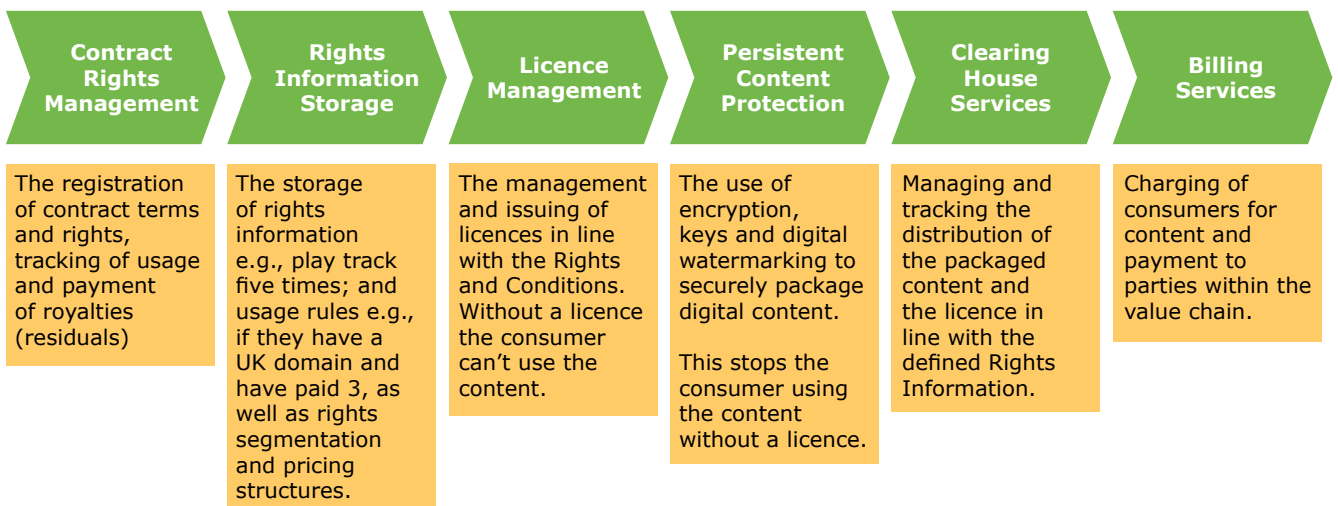 Contract
Rights
Management
Rights
Information
Storage
Licence
Management
Persistent
Content
Protection
Clearing
House
Services
Billing
Services
The registration
of contract terms
and rights,
tracking of usage
and payment
of royalties
(residuals)
The storage
of rights
information
e.g., play track
five times; and
usage rules e.g.,
if they have a
UK domain and
have paid 3, as
well as rights
segmentation
and pricing
structures.
The management
and issuing of
licences in line
with the Rights
and Conditions.
Without a licence
the consumer
can’t use the
content.
The use of
encryption,
keys and digital
watermarking to
securely package
digital content.
This stops the
consumer using
the content
without a licence.
Managing and
tracking the
distribution of
the packaged
content and
the licence in
line with the
defined Rights
Information.
Charging of
consumers for
content and
payment to
parties within the
value chain.